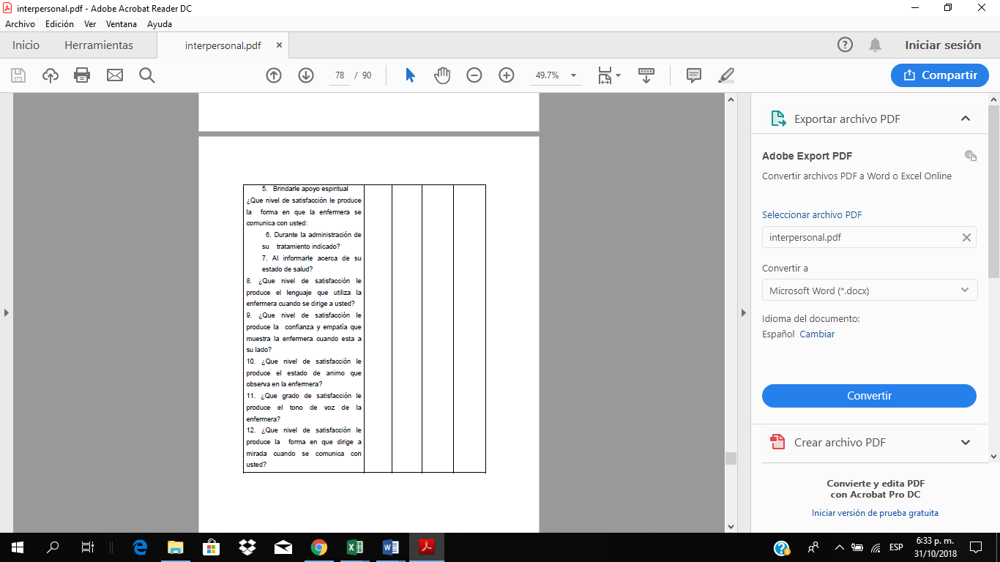 interpersonal.pdf - Adobe Acrobat Reader DC
Archivo Edición Ver Ventana Ayuda
Inicio Herramientas interpersonal.pdf ×
? Iniciar sesión
78 / 90 49.7% Compartir
5. Brindarle apoyo espiritual
¿Que nivel de satisfacción le produce
la forma en que la enfermera se
comunica con usted:
6. Durante la administración de
su tratamiento indicado?
7. Al informarle acerca de su
estado de salud?
8. ¿Que nivel de satisfacción le
produce el lenguaje que utiliza la
enfermera cuando se dirige a usted?
9. ¿Que nivel de satisfacción le
produce la confianza y empatía que
muestra la enfermera cuando esta a
su lado?
10. ¿Que nivel de satisfacción le
produce el estado de animo que
observa en la enfermera?
11. ¿Que grado de satisfacción le
produce el tono de voz de la
enfermera?
12. ¿Que nivel de satisfacción le
produce la forma en que dirige a
mirada cuando se comunica con
usted?
Exportar archivo PDF
Adobe Export PDF
Convertir archivos PDF a Word o Excel Online
Seleccionar archivo PDF
interpersonal.pdf
Convertir a
Microsoft Word (*.docx)
Idioma del documento:
Español Cambiar
Convertir
Crear archivo PDF
Convierte y edita PDF
con Acrobat Pro DC
Iniciar versión de prueba gratuita
ESP
6:33 p. m.
31/10/2018